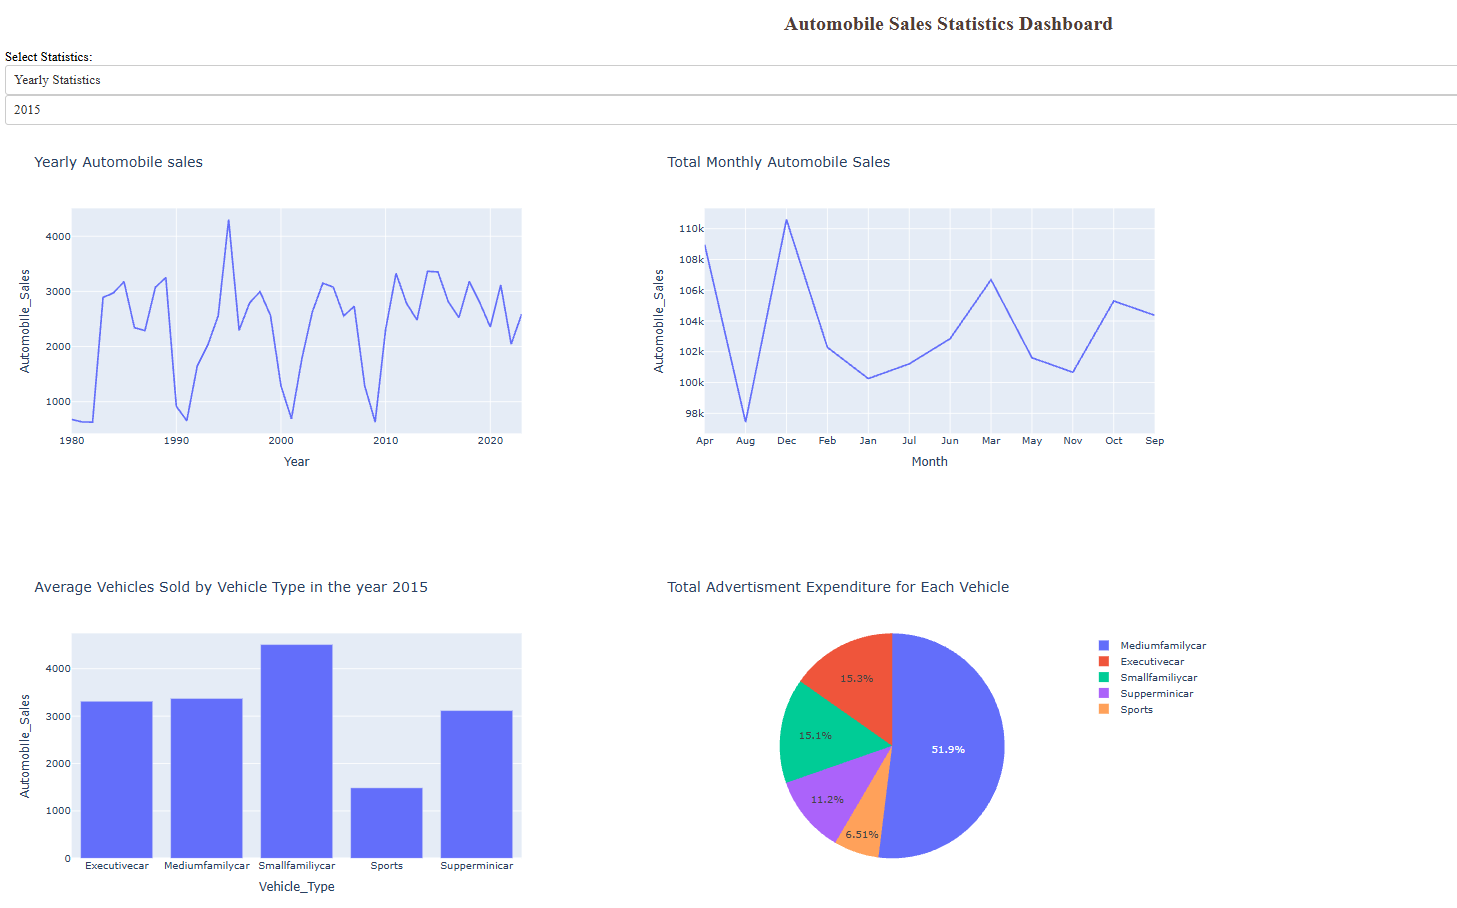 Automobile Sales Statistics Dashboard
Select Statistics:
Yearly Statistics
2015
Yearly Automobile sales
4000
3000
2000
1000
Automobile_Sales
1980 1990 2000 2010 2020
Year
Total Monthly Automobile Sales
110k
108k
106k
104k
102k
100k
98k
Automobile_Sales
Apr Aug Dec Feb Jan Jul Jun Mar May Nov Oct Sep
Month
Average Vehicles Sold by Vehicle Type in the year 2015
4000
3000
2000
1000
0
Automobile_Sales
Executivecar Mediumfamilycar Smallfamiliycar Sports Supperminicar
Vehicle_Type
Total Advertisment Expenditure for Each Vehicle
15.3%
15.1%
51.9%
11.2%
6.51%
Mediumfamilycar
Executivecar
Smallfamiliycar
Supperminicar
Sports